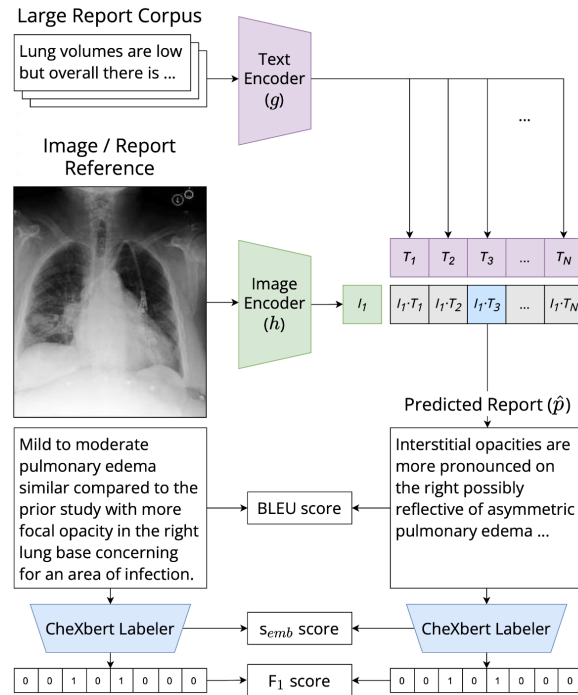 Large Report Corpus
Lung volumes are low
but overall there is ...
Text
Encoder
(g)
...
Image / Report
Reference
Image
Encoder
(h)
T1 T2 T3 ... TN
I1 I1·T1 I1·T2 I1·T3 ... I1·TN
Predicted Report (p̂)
Mild to moderate
pulmonary edema
similar compared to the
prior study with more
focal opacity in the right
lung base concerning
for an area of infection.
BLEU score
Interstitial opacities are
more pronounced on
the right possibly
reflective of asymmetric
pulmonary edema ...
CheXbert Labeler
semb score
CheXbert Labeler
0 0 1 0 1 0 0 0
F1 score
0 0 1 0 1 0 0 0